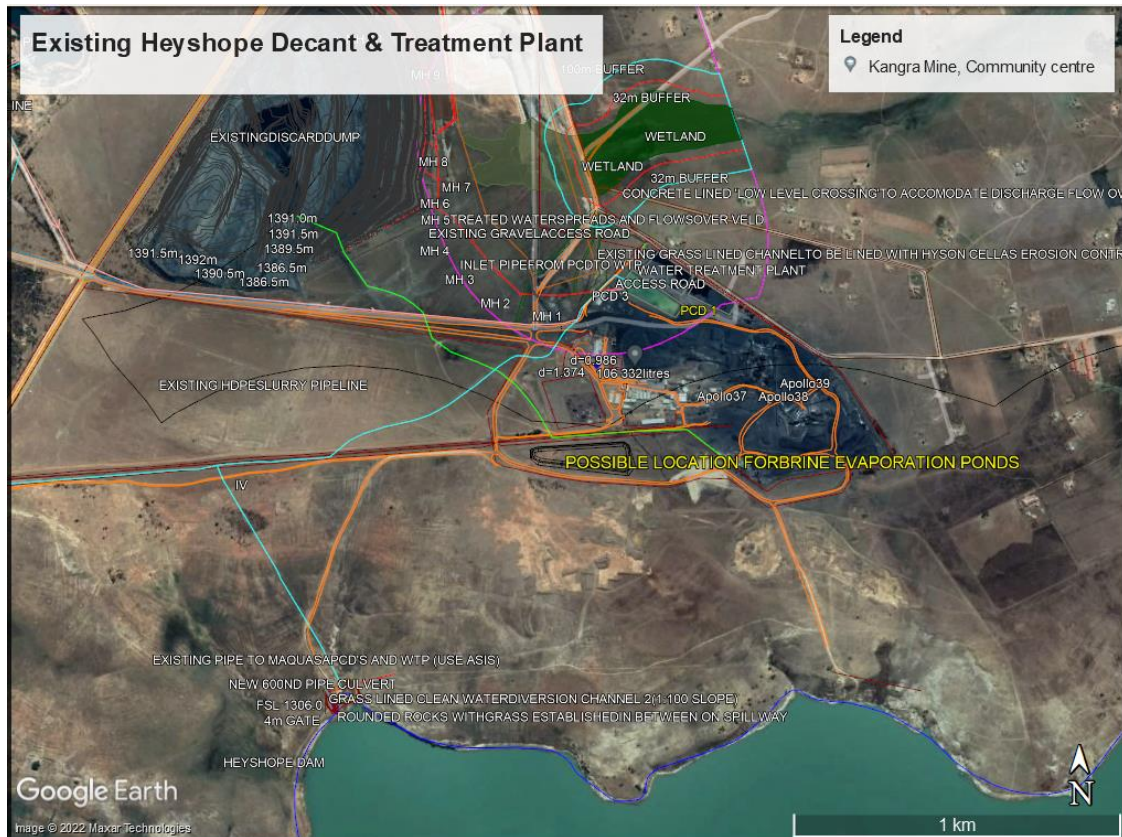 Existing Heyshope Decant & Treatment Plant
Legend
Kangra Mine, Community centre
MH 9
100m BUFFER
32m BUFFER
INE
EXISTINGDISCARDDUMP
WETLAND
WETLAND
MH 8
32m BUFFER
MH 7
CONCRETE LINED 'LOW LEVEL CROSSING'TO ACCOMODATE DISCHARGE FLOW OV
MH 6
1391.0m
MH 5
TREATED WATERSPREADS AND FLOWSOVER VELD
1391.5m
EXISTING GRAVELACCESS ROAD
1391.5m
1389.5m
MH 4
EXISTING GRASS LINED CHANNELTO BE LINED WITH HYSON CELLAS EROSION CONTR
1392m
1386.5m
INLET PIPEFROM PCDTO WTP
WATER TREATMENT PLANT
1390.5m
1386.5m
MH 3
ACCESS ROAD
MH 2
PCD 3
MH 1
PCD 1
d=0.986
d=1.374
106.332litres
EXISTING HDPESLURRY PIPELINE
Apollo39
Apollo37
Apollo38
POSSIBLE LOCATION FORBRINE EVAPORATION PONDS
IV
EXISTING PIPE TO MAQUASAPCD'S AND WTP (USE ASIS)
NEW 600ND PIPE CULVERT
GRASS LINED CLEAN WATERDIVERSION CHANNEL 2(1:100 SLOPE)
FSL 1306.0
4m GATE
ROUNDED ROCKS WITHGRASS ESTABLISHEDIN BETWEEN ON SPILLWAY
HEYSHOPE DAM
Google Earth
N
Image © 2022 Maxar Technologies
1 km